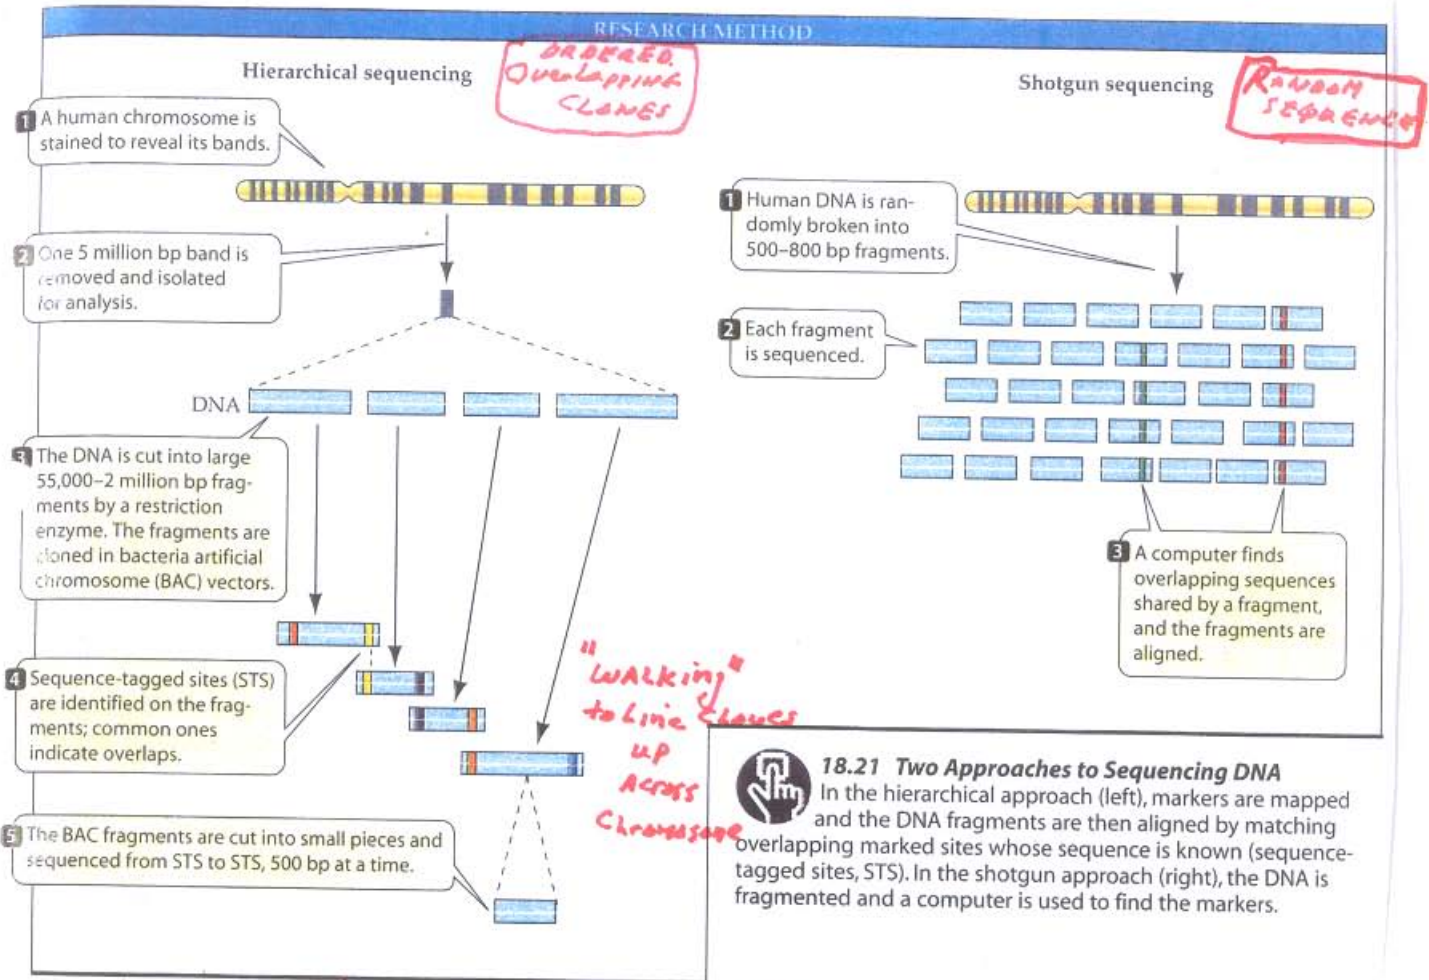 RESEARCH METHOD
Hierarchical sequencing
ORDERED
Overlapping
CLONES
1 A human chromosome is
stained to reveal its bands.
2 One 5 million bp band is
removed and isolated
for analysis.
DNA
3 The DNA is cut into large
55,000–2 million bp frag-
ments by a restriction
enzyme. The fragments are
cloned in bacteria artificial
chromosome (BAC) vectors.
4 Sequence-tagged sites (STS)
are identified on the frag-
ments; common ones
indicate overlaps.
5 The BAC fragments are cut into small pieces and
sequenced from STS to STS, 500 bp at a time.
"WALKing"
to Line Clones
up
Across
Chromosome
Shotgun sequencing
RANDOM
SEQUENCE
1 Human DNA is ran-
domly broken into
500–800 bp fragments.
2 Each fragment
is sequenced.
3 A computer finds
overlapping sequences
shared by a fragment,
and the fragments are
aligned.
18.21 Two Approaches to Sequencing DNA
In the hierarchical approach (left), markers are mapped
and the DNA fragments are then aligned by matching
overlapping marked sites whose sequence is known (sequence-
tagged sites, STS). In the shotgun approach (right), the DNA is
fragmented and a computer is used to find the markers.